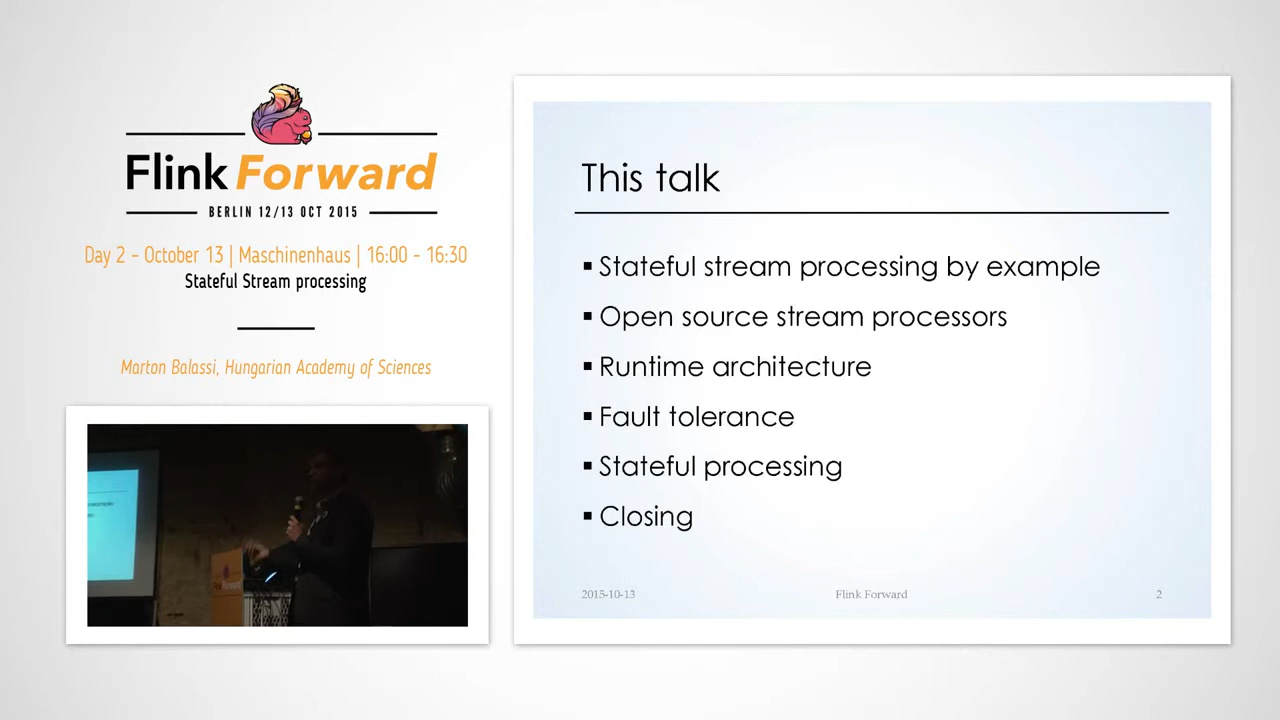 Flink Forward
BERLIN 12/13 OCT 2015
Day 2 - October 13 | Maschinenhaus | 16:00 - 16:30
Stateful Stream processing
Marton Balassi, Hungarian Academy of Sciences
This talk
▪ Stateful stream processing by example
▪ Open source stream processors
▪ Runtime architecture
▪ Fault tolerance
▪ Stateful processing
▪ Closing
2015-10-13 Flink Forward 2